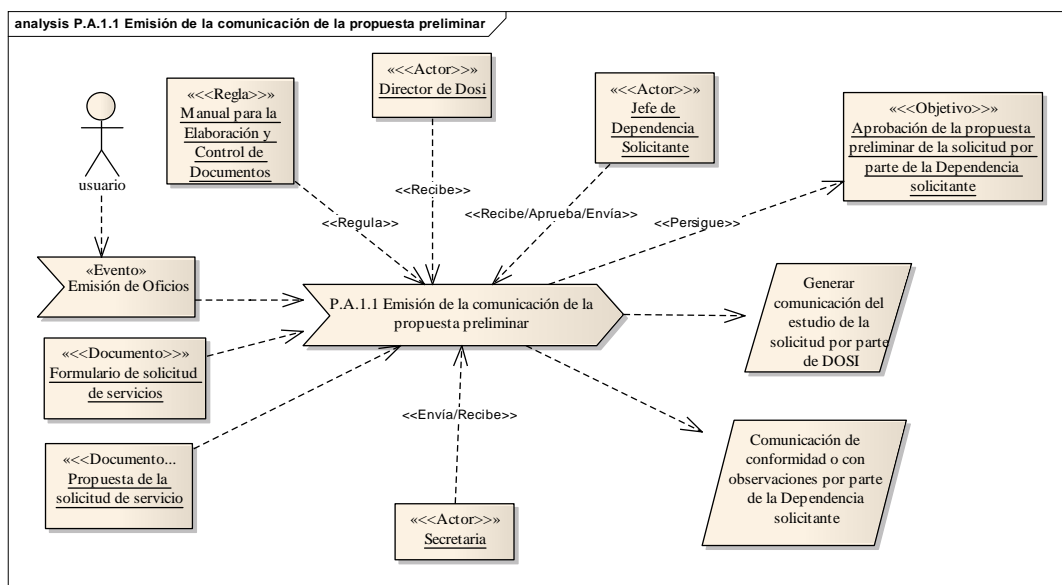 analysis P.A.1.1 Emisión de la comunicación de la propuesta preliminar
«<<Actor>>»
Director de Dosi
«<<Regla>>»
Manual para la
Elaboración y
Control de
Documentos
«<<Actor>>»
Jefe de
Dependencia
Solicitante
«<<Objetivo>>»
Aprobación de la propuesta
preliminar de la solicitud por
parte de la Dependencia
solicitante
usuario
<<Recibe>>
<<Regula>>
<<Recibe/Aprueba/Envía>>
<<Persigue>>
«Evento»
Emisión de Oficios
P.A.1.1 Emisión de la comunicación de la
propuesta preliminar
Generar
comunicación del
estudio de la
solicitud por parte
de DOSI
«<<Documento>>»
Formulario de solicitud
de servicios
<<Envía/Recibe>>
«<<Documento...
Propuesta de la
solicitud de servicio
Comunicación de
conformidad o con
observaciones por parte
de la Dependencia
solicitante
«<<Actor>>»
Secretaria